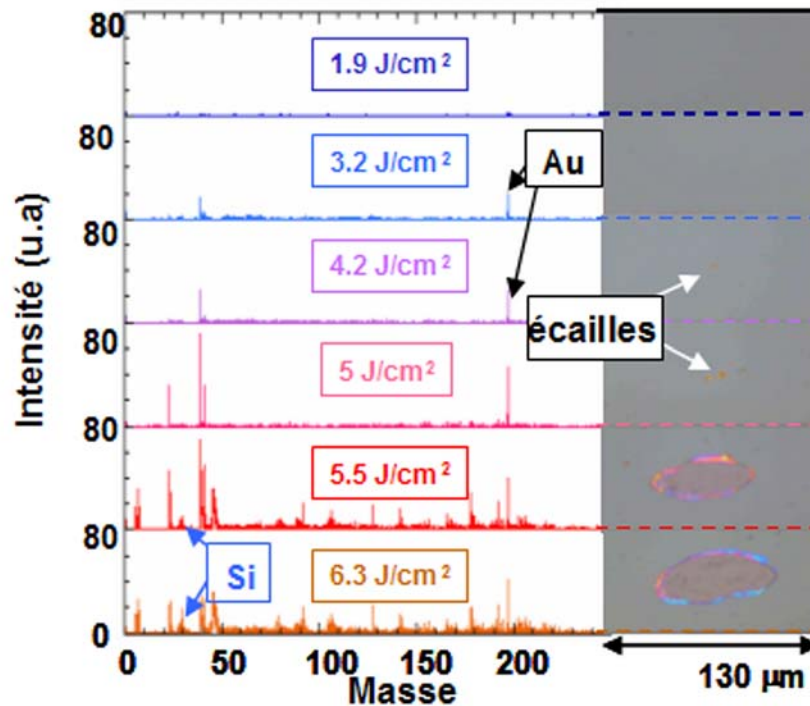 80
1.9 J/cm²
80
3.2 J/cm²
Au
80
4.2 J/cm²
écailles
80
5 J/cm²
80
5.5 J/cm²
80
Si
6.3 J/cm²
0
0 50 100 150 200
130 µm
Masse
Intensité (u.a)